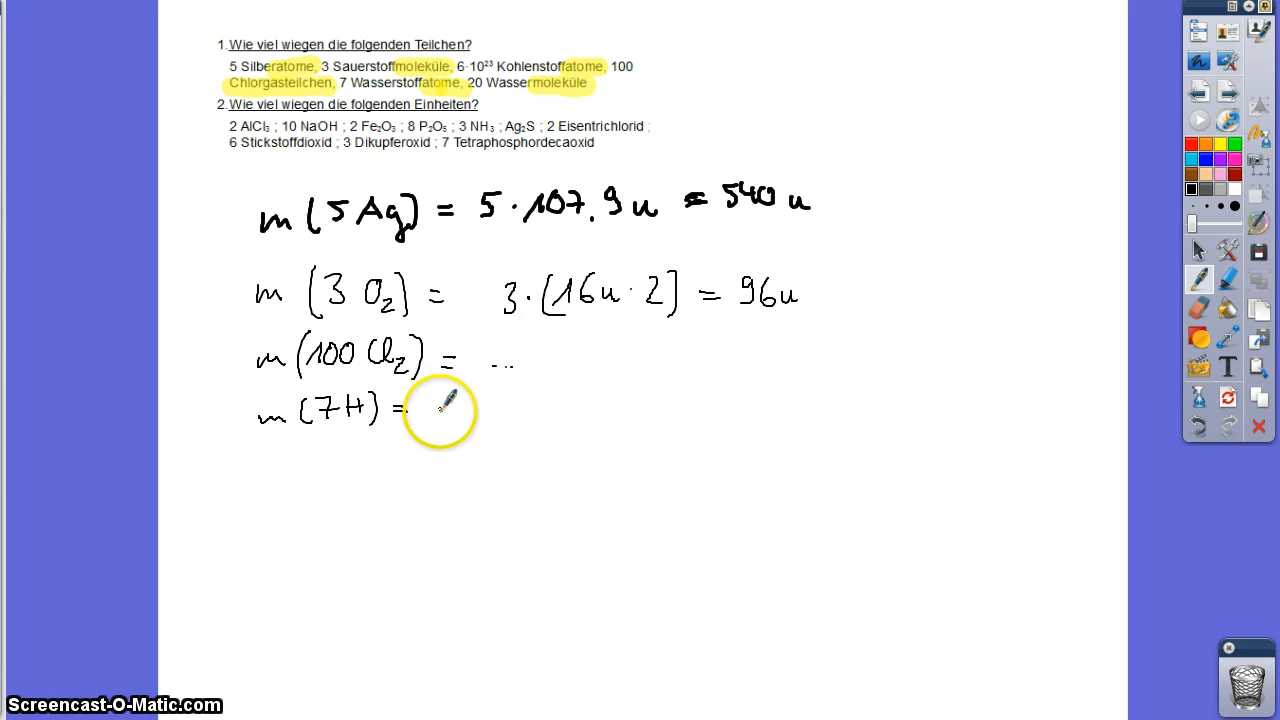 1. Wie viel wiegen die folgenden Teilchen?
5 Silberatome, 3 Sauerstoffmoleküle, 6·10²³ Kohlenstoffatome, 100
Chlorgasteilchen, 7 Wasserstoffatome, 20 Wassermoleküle
2. Wie viel wiegen die folgenden Einheiten?
2 AlCl₃ ; 10 NaOH ; 2 Fe₂O₃ ; 8 P₂O₅ ; 3 NH₃ ; Ag₂S ; 2 Eisentrichlorid ;
6 Stickstoffdioxid ; 3 Dikupferoxid ; 7 Tetraphosphordecaoxid
m (5 Ag) = 5 · 107.9u = 540 u
m (3 O₂) = 3 · (16u · 2) = 96u
m (100 Cl₂) = ...
m (7H) =
T
Screencast-O-Matic.com